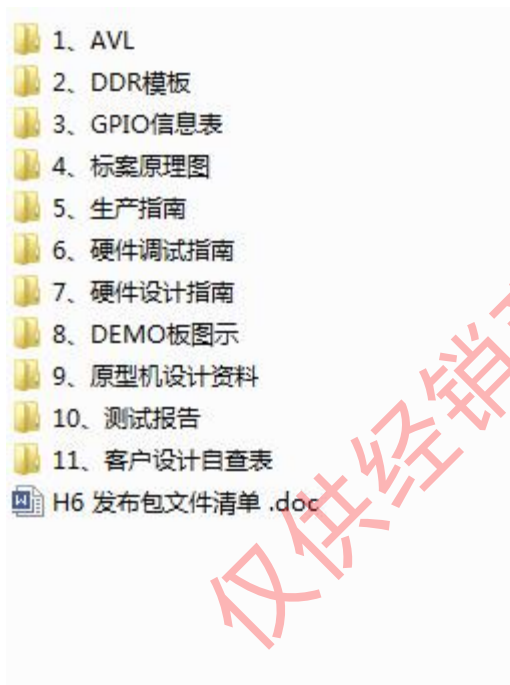 1、AVL
2、DDR模板
3、GPIO信息表
4、标案原理图
5、生产指南
6、硬件调试指南
7、硬件设计指南
8、DEMO板图示
9、原型机设计资料
10、测试报告
11、客户设计自查表
H6 发布包文件清单 .doc
仅供经销